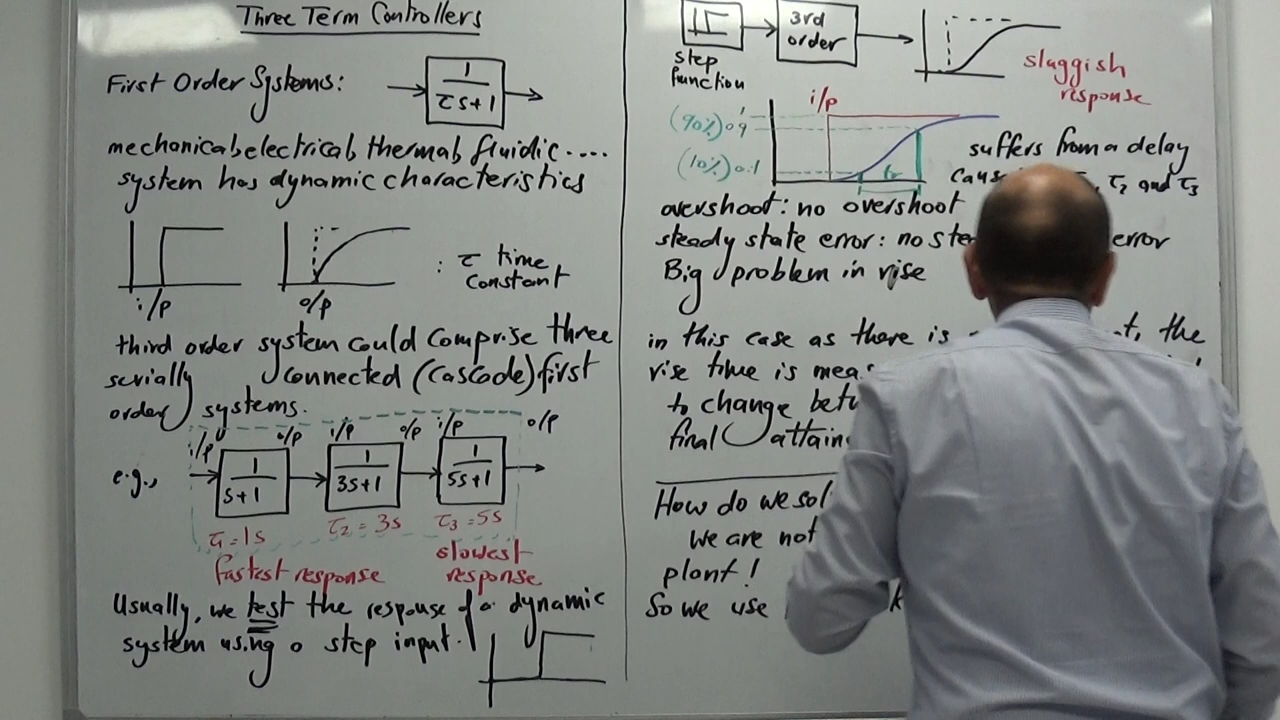 Three Term Controllers
First Order Systems:
1
τs+1
mechanical, electrical, thermal, fluidic ....
system has dynamic characteristics
i/p
o/p
: τ time
constant
third order system could comprise three
serially connected (cascade) first
order systems.
i/p o/p i/p o/p i/p o/p
e.g.,
1
s+1
1
3s+1
1
5s+1
τ1=1s τ2=3s τ3=5s
fastest response
slowest
response
Usually, we test the response of a dynamic
system using a step input.
step
function
3rd
order
sluggish
response
i/p
1
(90%) 0.9
(10%) 0.1
tr
suffers from a delay
τ2 and τ3
overshoot: no overshoot
steady state error: no error
Big problem in rise
in this case as there is the
rise time is
to change
final attain
How do we
we are not
plant!
So we use